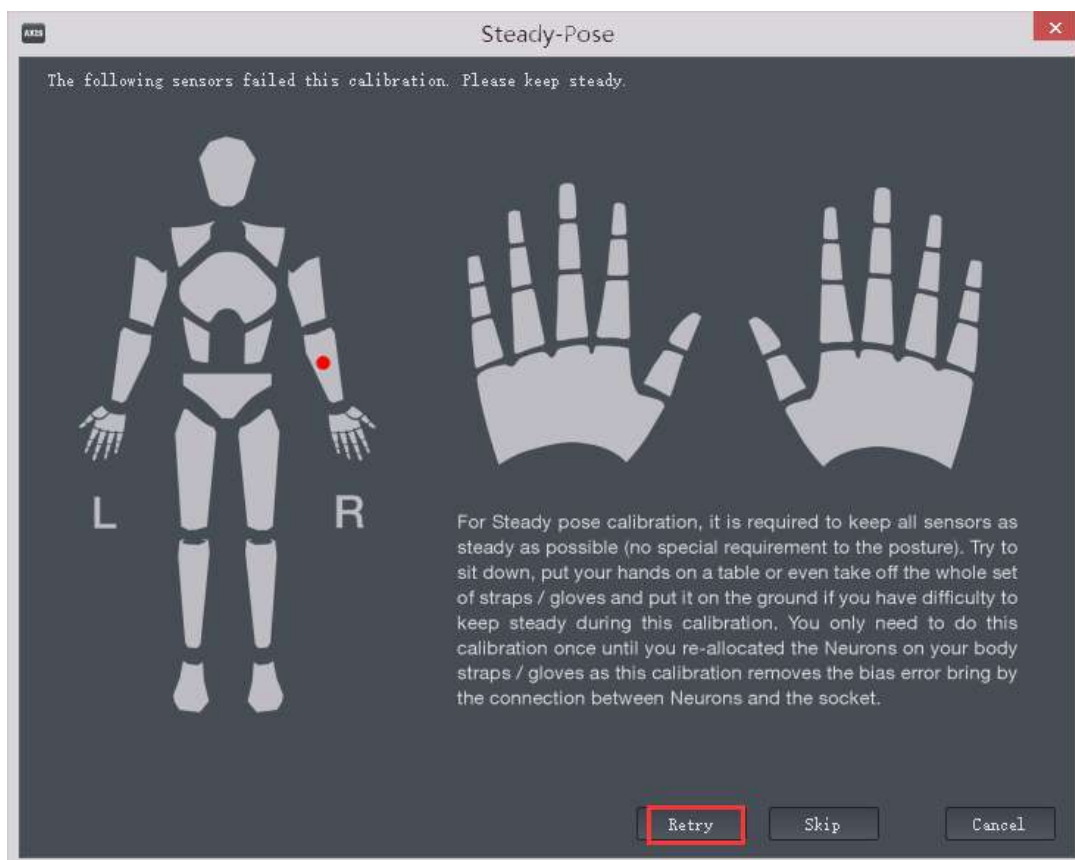 AXIS
Steady-Pose
The following sensors failed this calibration. Please keep steady.
L
R
For Steady pose calibration, it is required to keep all sensors as
steady as possible (no special requirement to the posture). Try to
sit down, put your hands on a table or even take off the whole set
of straps / gloves and put it on the ground if you have difficulty to
keep steady during this calibration. You only need to do this
calibration once until you re-allocated the Neurons on your body
straps / gloves as this calibration removes the bias error bring by
the connection between Neurons and the socket.
Retry
Skip
Cancel